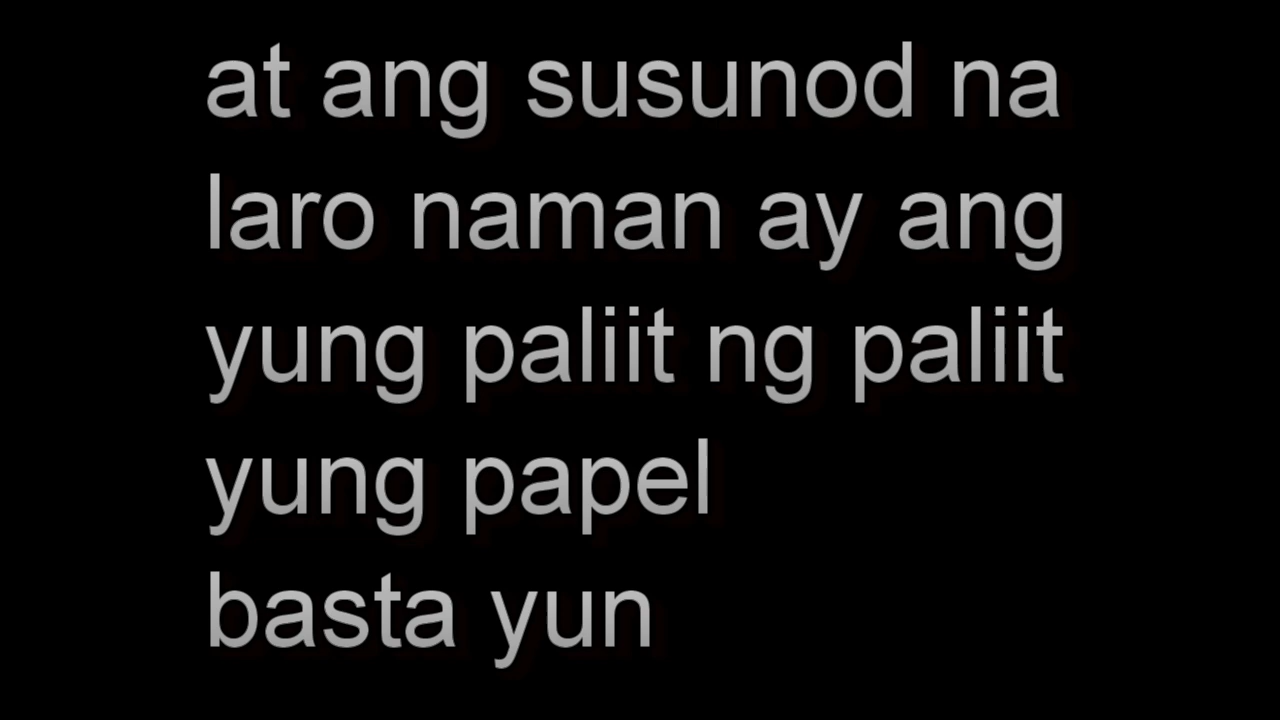 at ang susunod na
laro naman ay ang
yung paliit ng paliit
yung papel
basta yun